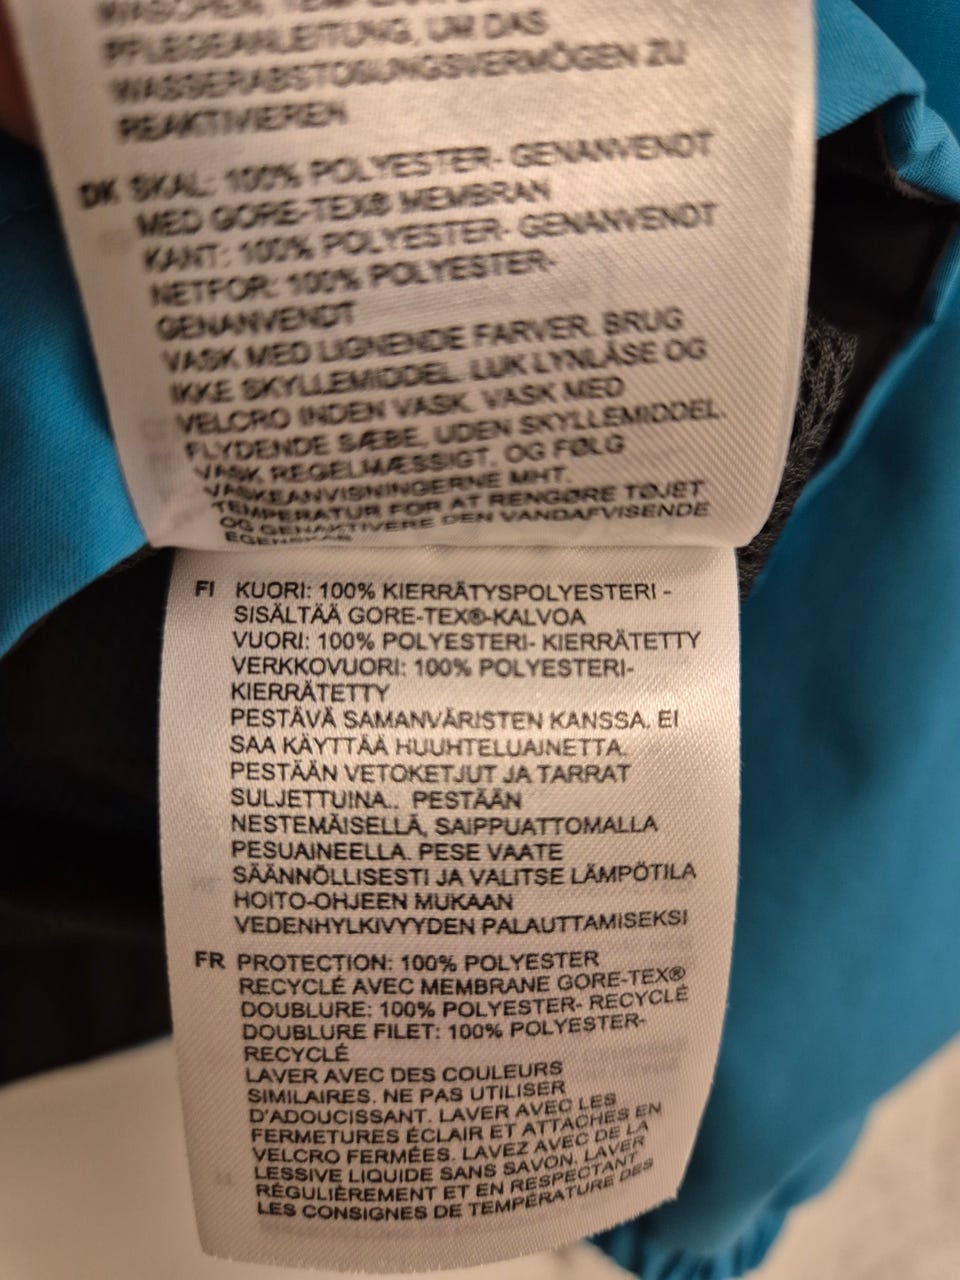 WASCHEN, TEMPERATUR
PFLEGEANLEITUNG, UM DAS
WASSERABSTOSUNGSVERMÖGEN ZU
REAKTIVIEREN
DK SKAL: 100% POLYESTER- GENANVENDT
MED GORE-TEX® MEMBRAN
KANT: 100% POLYESTER- GENANVENDT
NETFOR: 100% POLYESTER-
GENANVENDT
VASK MED LIGNENDE FARVER. BRUG
IKKE SKYLLEMIDDEL. LUK LYNLÅSE OG
VELCRO INDEN VASK. VASK MED
FLYDENDE SÆBE, UDEN SKYLLEMIDDEL.
VASK REGELMÆSSIGT, OG FØLG
VASKEANVISNINGERNE MHT.
TEMPERATUR FOR AT RENGØRE TØJET
OG GENAKTIVERE DEN VANDAFVISENDE
EGENSKAB
FI KUORI: 100% KIERRÄTYSPOLYESTERI -
SISÄLTÄÄ GORE-TEX®-KALVOA
VUORI: 100% POLYESTERI- KIERRÄTETTY
VERKKOVUORI: 100% POLYESTERI-
KIERRÄTETTY
PESTÄVÄ SAMANVÄRISTEN KANSSA. EI
SAA KÄYTTÄÄ HUUHTELUAINETTA.
PESTÄÄN VETOKETJUT JA TARRAT
SULJETTUINA.. PESTÄÄN
NESTEMÄISELLÄ, SAIPPUATTOMALLA
PESUAINEELLA. PESE VAATE
SÄÄNNÖLLISESTI JA VALITSE LÄMPÖTILA
HOITO-OHJEEN MUKAAN
VEDENHYLKIVYYDEN PALAUTTAMISEKSI
FR PROTECTION: 100% POLYESTER
RECYCLÉ AVEC MEMBRANE GORE-TEX®
DOUBLURE: 100% POLYESTER- RECYCLÉ
DOUBLURE FILET: 100% POLYESTER-
RECYCLÉ
LAVER AVEC DES COULEURS
SIMILAIRES. NE PAS UTILISER
D'ADOUCISSANT. LAVER AVEC LES
FERMETURES ÉCLAIR ET ATTACHES EN
VELCRO FERMÉES. LAVEZ AVEC DE LA
LESSIVE LIQUIDE SANS SAVON. LAVER
RÉGULIÈREMENT ET EN RESPECTANT
LES CONSIGNES DE TEMPÉRATURE DES